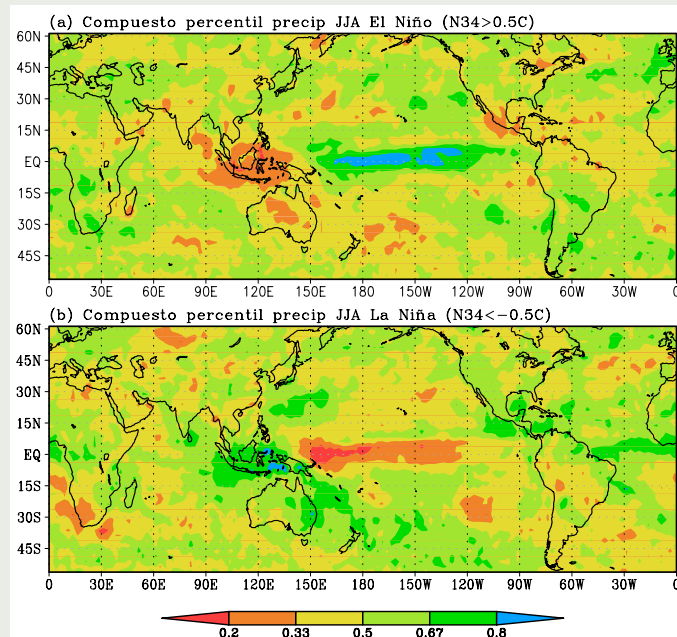 (a) Compuesto percentil precip JJA El Niño (N34>0.5C)
60N
45N
30N
15N
EQ
15S
30S
45S
0 30E 60E 90E 120E 150E 180 150W 120W 90W 60W 30W 0
(b) Compuesto percentil precip JJA La Niña (N34<-0.5C)
60N
45N
30N
15N
EQ
15S
30S
45S
0 30E 60E 90E 120E 150E 180 150W 120W 90W 60W 30W 0
0.2 0.33 0.5 0.67 0.8